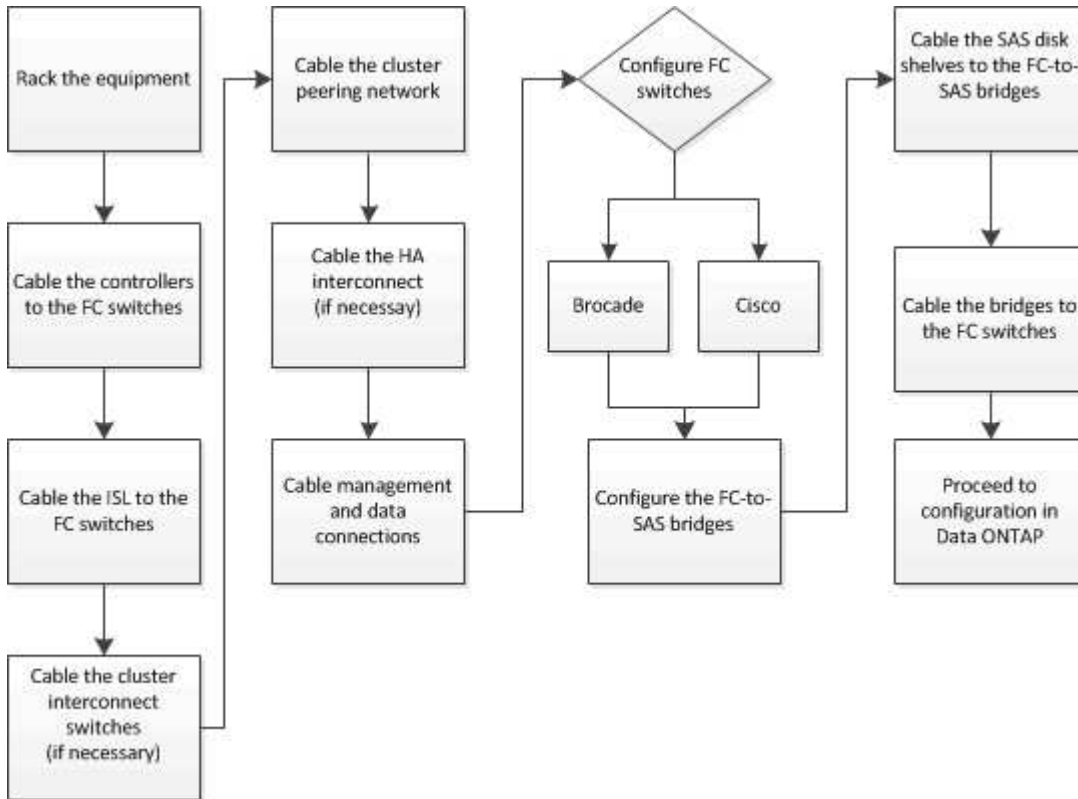 Rack the equipment
Cable the controllers
to the FC switches
Cable the ISL to the
FC switches
Cable the cluster
interconnect
switches
(if necessary)
Cable the cluster
peering network
Cable the HA
interconnect
(if necessay)
Cable management
and data
connections
Configure FC
switches
Brocade
Cisco
Configure the FC-to-
SAS bridges
Cable the SAS disk
shelves to the FC-to-
SAS bridges
Cable the bridges to
the FC switches
Proceed to
configuration in
Data ONTAP